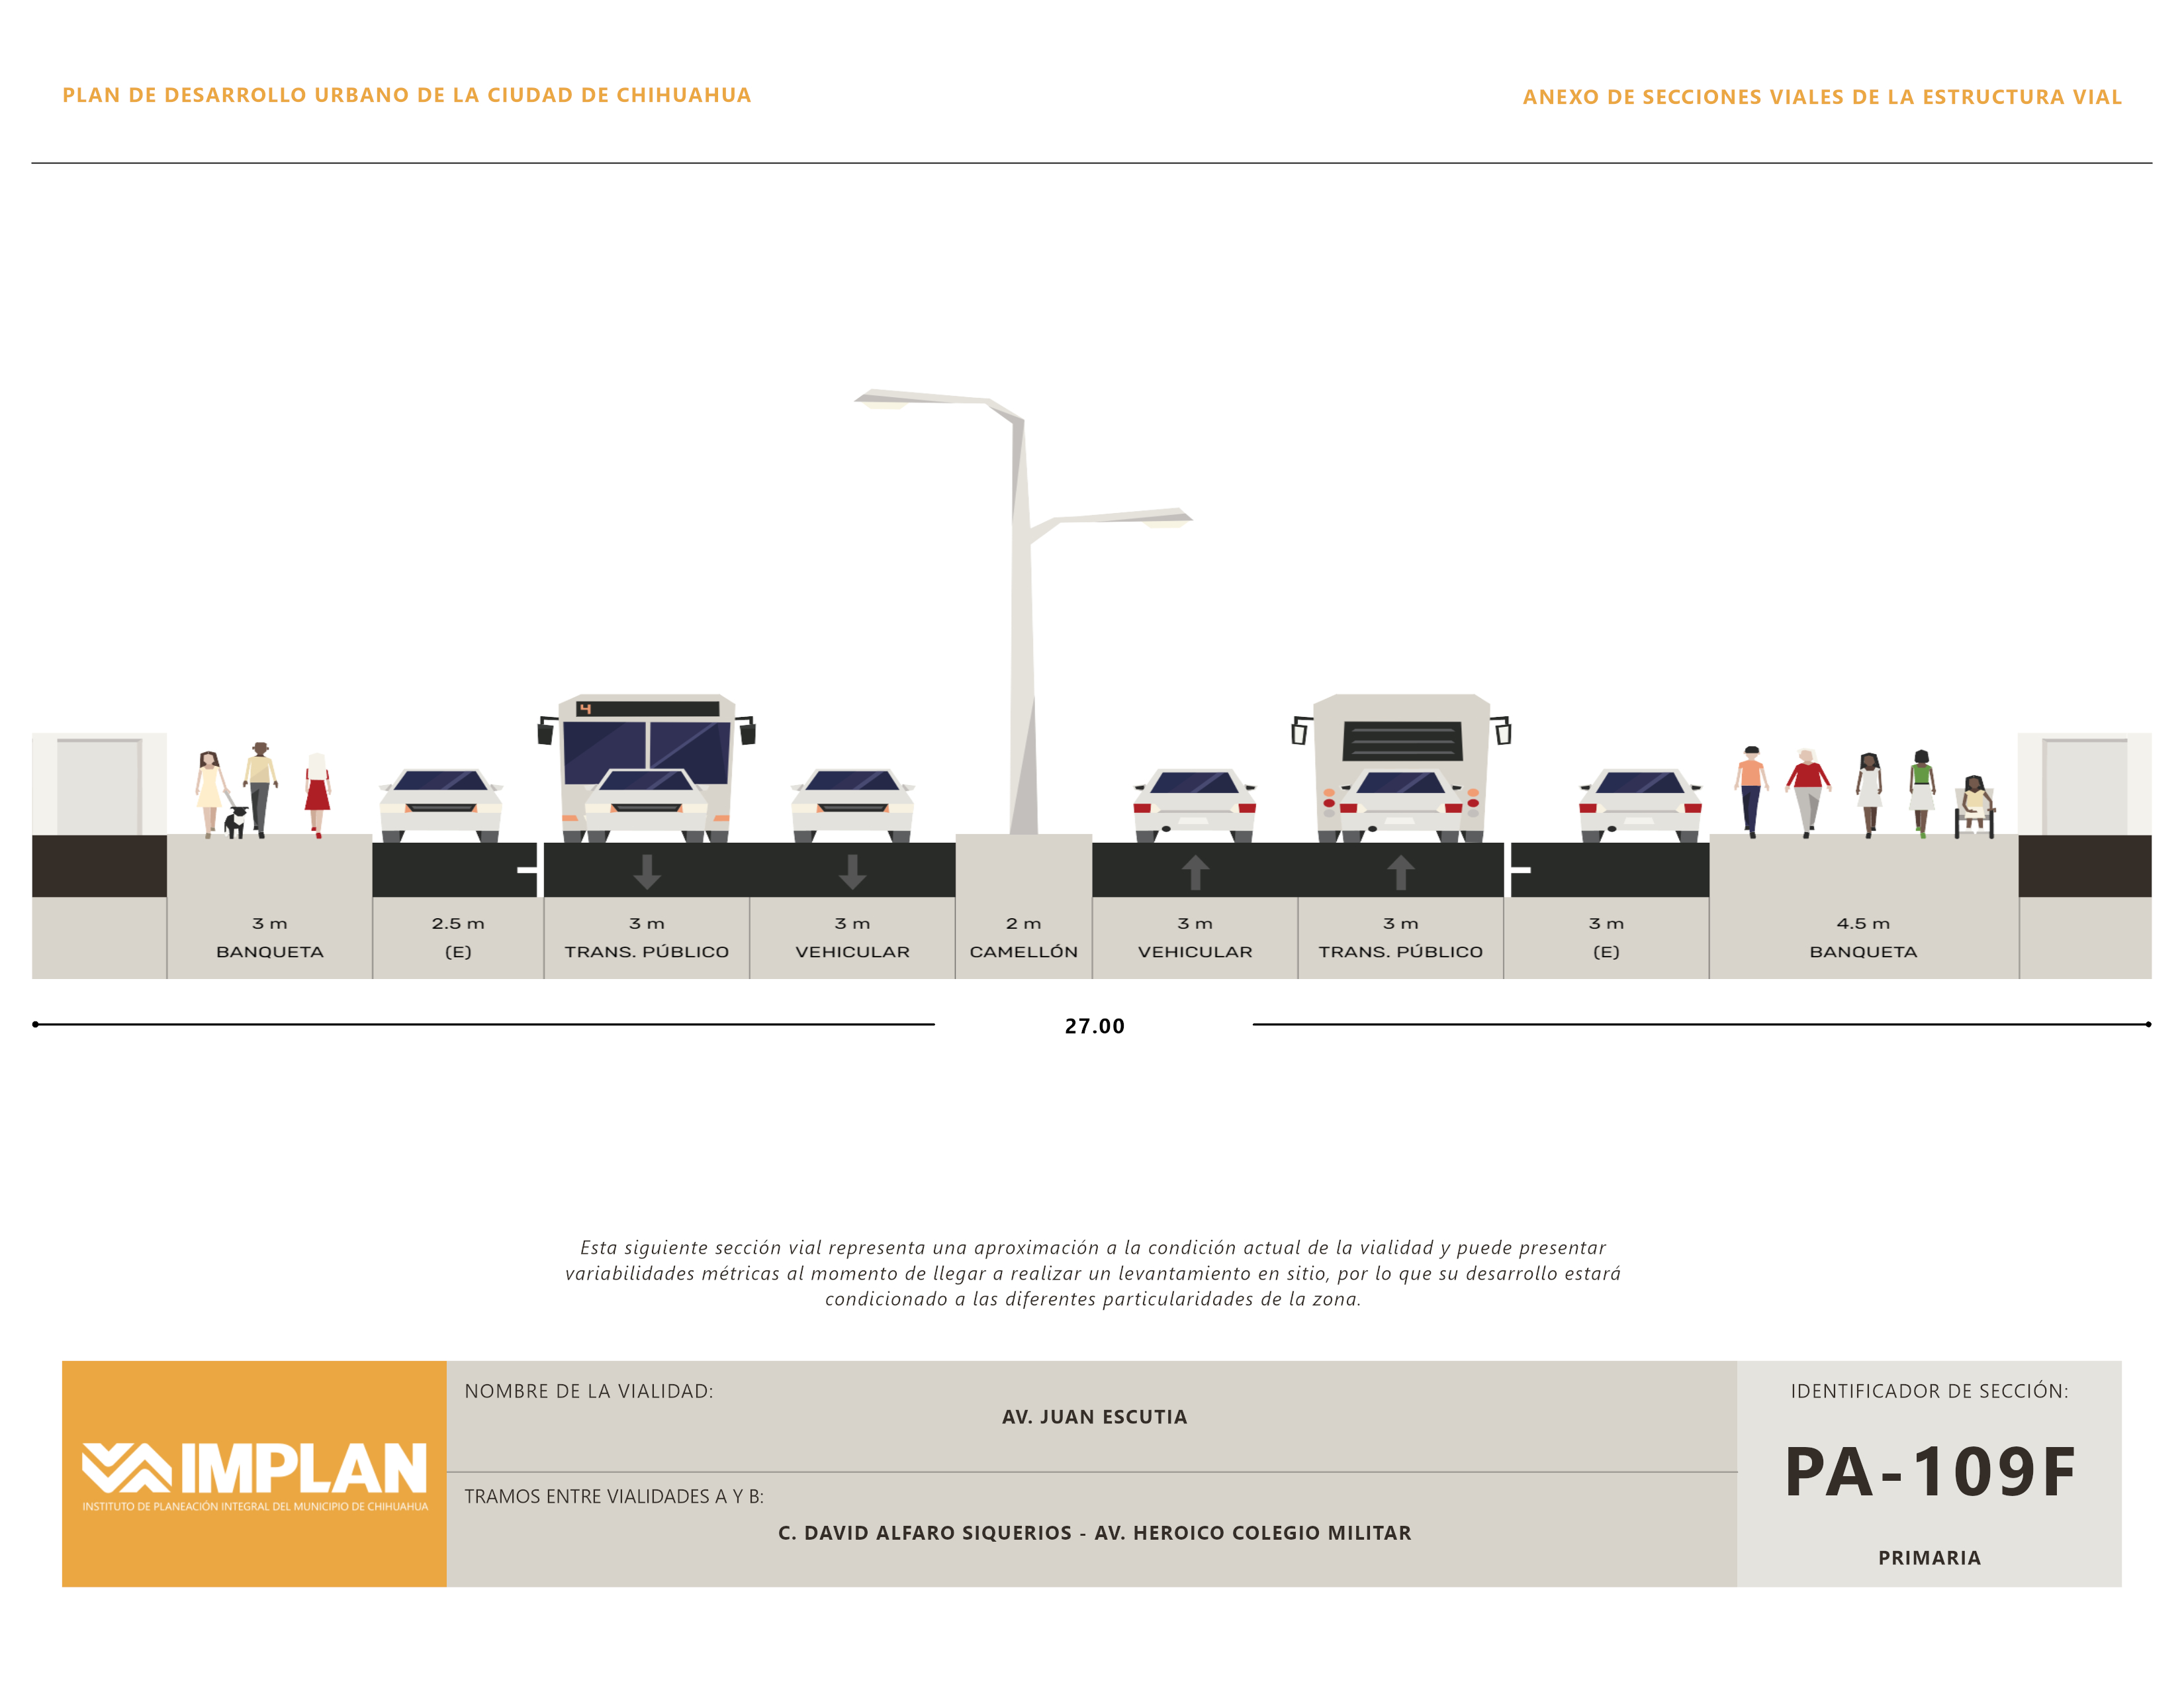 PLAN DE DESARROLLO URBANO DE LA CIUDAD DE CHIHUAHUA
ANEXO DE SECCIONES VIALES DE LA ESTRUCTURA VIAL
4
3 m
BANQUETA
2.5 m
(E)
3 m
TRANS. PÚBLICO
3 m
VEHICULAR
2 m
CAMELLÓN
3 m
VEHICULAR
3 m
TRANS. PÚBLICO
3 m
(E)
4.5 m
BANQUETA
27.00
Esta siguiente sección vial representa una aproximación a la condición actual de la vialidad y puede presentar
variabilidades métricas al momento de llegar a realizar un levantamiento en sitio, por lo que su desarrollo estará
condicionado a las diferentes particularidades de la zona.
IMPLAN
INSTITUTO DE PLANEACIÓN INTEGRAL DEL MUNICIPIO DE CHIHUAHUA
NOMBRE DE LA VIALIDAD:
AV. JUAN ESCUTIA
TRAMOS ENTRE VIALIDADES A Y B:
C. DAVID ALFARO SIQUERIOS - AV. HEROICO COLEGIO MILITAR
IDENTIFICADOR DE SECCIÓN:
PA-109F
PRIMARIA